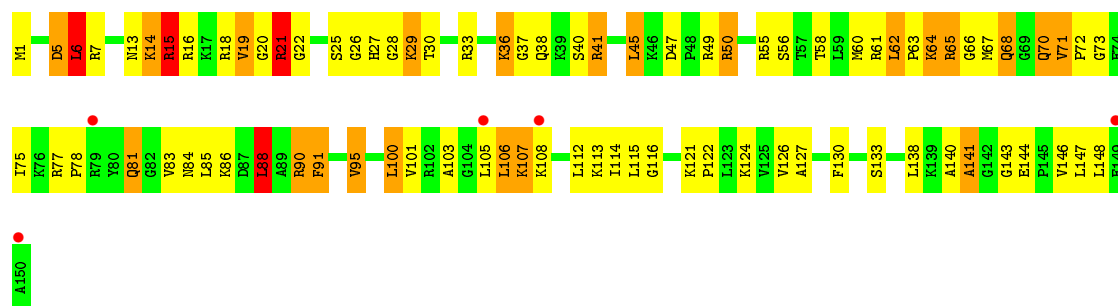 M1 D5 L6 R7 N13 K14 R15 R16 K17 R18 V19 G20 R21 G22 S25 G26 H27 G28 K29 T30 R33 K36 G37 Q38 K39 S40 R41 L45 K46 D47 P48 R49 R50 R55 S56 T57 T58 L59 M60 R61 L62 P63 K64 R65 G66 M67 Q68 G69 Q70 V71 P72 G73
I75 K76 R77 P78 R79 Y80 Q81 G82 V83 N84 L85 K86 D87 L88 A89 R90 F91 V95 L100 V101 R102 A103 G104 L105 L106 K107 K108 L112 K113 I114 L115 G116 K121 P122 L123 K124 V125 V126 A127 F130 S133 L138 K139 A140 A141 G142 G143 E144 P145 V146 L147 L148
A150